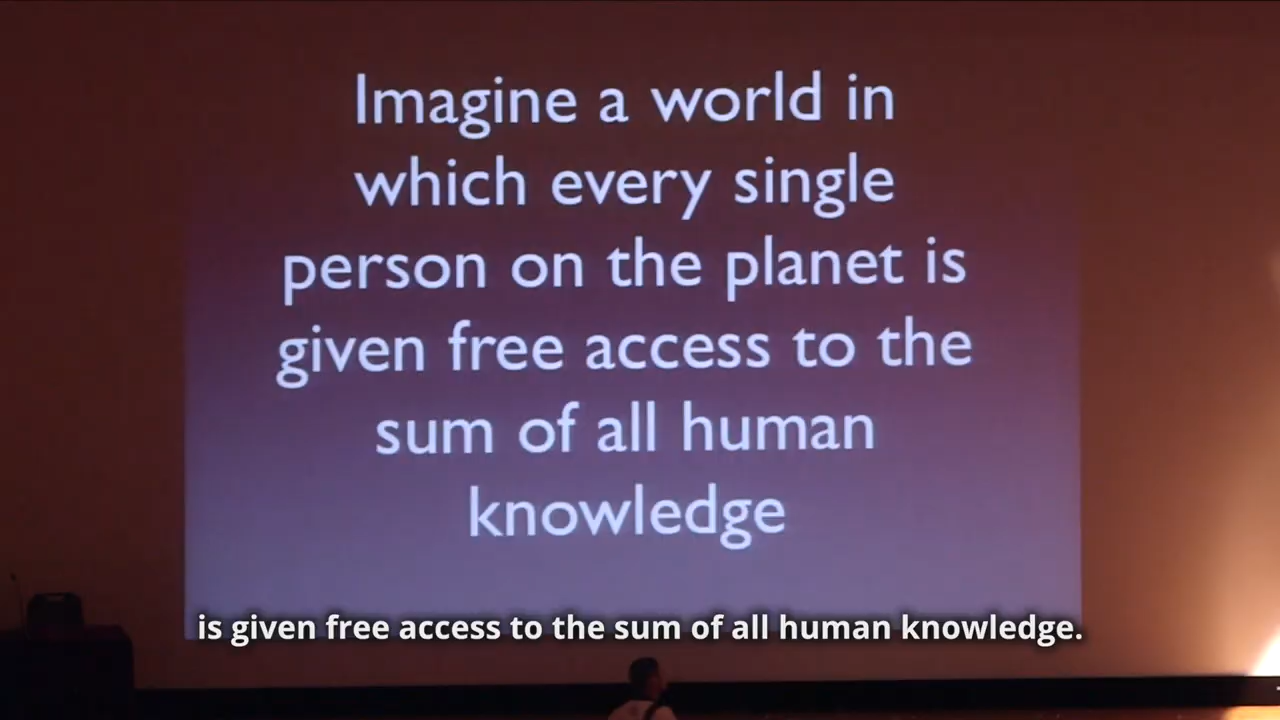 Imagine a world in
which every single
person on the planet is
given free access to the
sum of all human
knowledge
is given free access to the sum of all human knowledge.